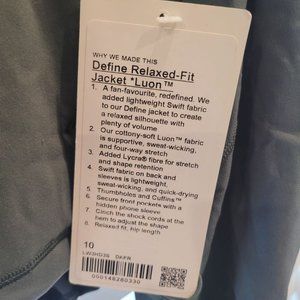 WHY WE MADE THIS
Define Relaxed-Fit
Jacket *Luon™
1. A fan-favourite, redefined. We
added lightweight Swift fabric
to our Define jacket to create
a relaxed silhouette with
plenty of volume
2. Our cottony-soft Luon™ fabric
is supportive, sweat-wicking,
and four-way stretch
3. Added Lycra® fibre for stretch
and shape retention
4. Swift fabric on back and
sleeves is lightweight,
sweat-wicking, and quick-drying
5. Thumbholes and Cuffins™
6. Secure front pockets with a
hidden phone sleeve
7. Cinch the shock cords at the
hem to adjust the shape
8. Relaxed fit, hip length
10
LW3HG3S DKFR
000148280330